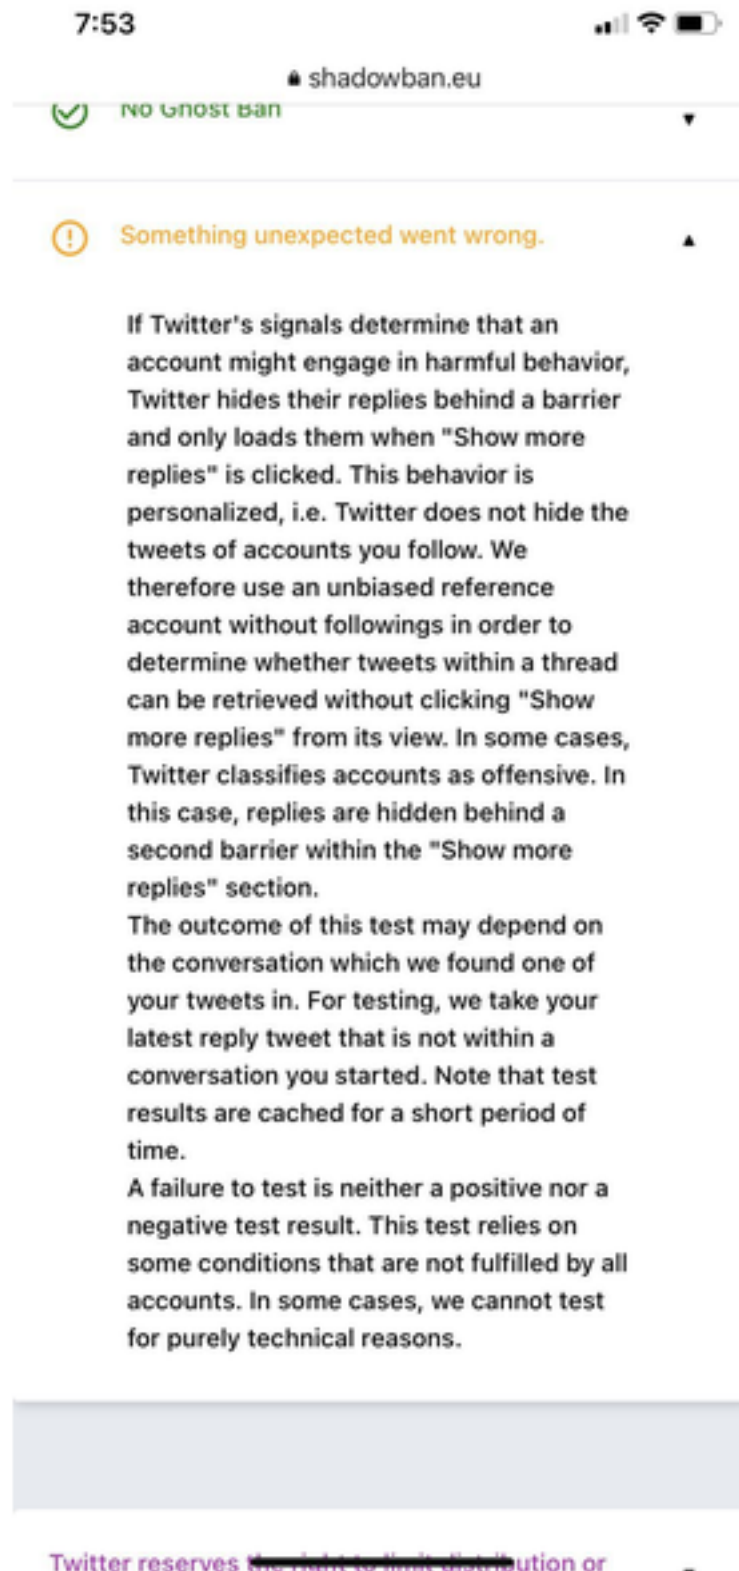 7:53
shadowban.eu
No Ghost Ban
Something unexpected went wrong.
If Twitter's signals determine that an
account might engage in harmful behavior,
Twitter hides their replies behind a barrier
and only loads them when "Show more
replies" is clicked. This behavior is
personalized, i.e. Twitter does not hide the
tweets of accounts you follow. We
therefore use an unbiased reference
account without followings in order to
determine whether tweets within a thread
can be retrieved without clicking "Show
more replies" from its view. In some cases,
Twitter classifies accounts as offensive. In
this case, replies are hidden behind a
second barrier within the "Show more
replies" section.
The outcome of this test may depend on
the conversation which we found one of
your tweets in. For testing, we take your
latest reply tweet that is not within a
conversation you started. Note that test
results are cached for a short period of
time.
A failure to test is neither a positive nor a
negative test result. This test relies on
some conditions that are not fulfilled by all
accounts. In some cases, we cannot test
for purely technical reasons.
Twitter reserves the right to limit distribution or